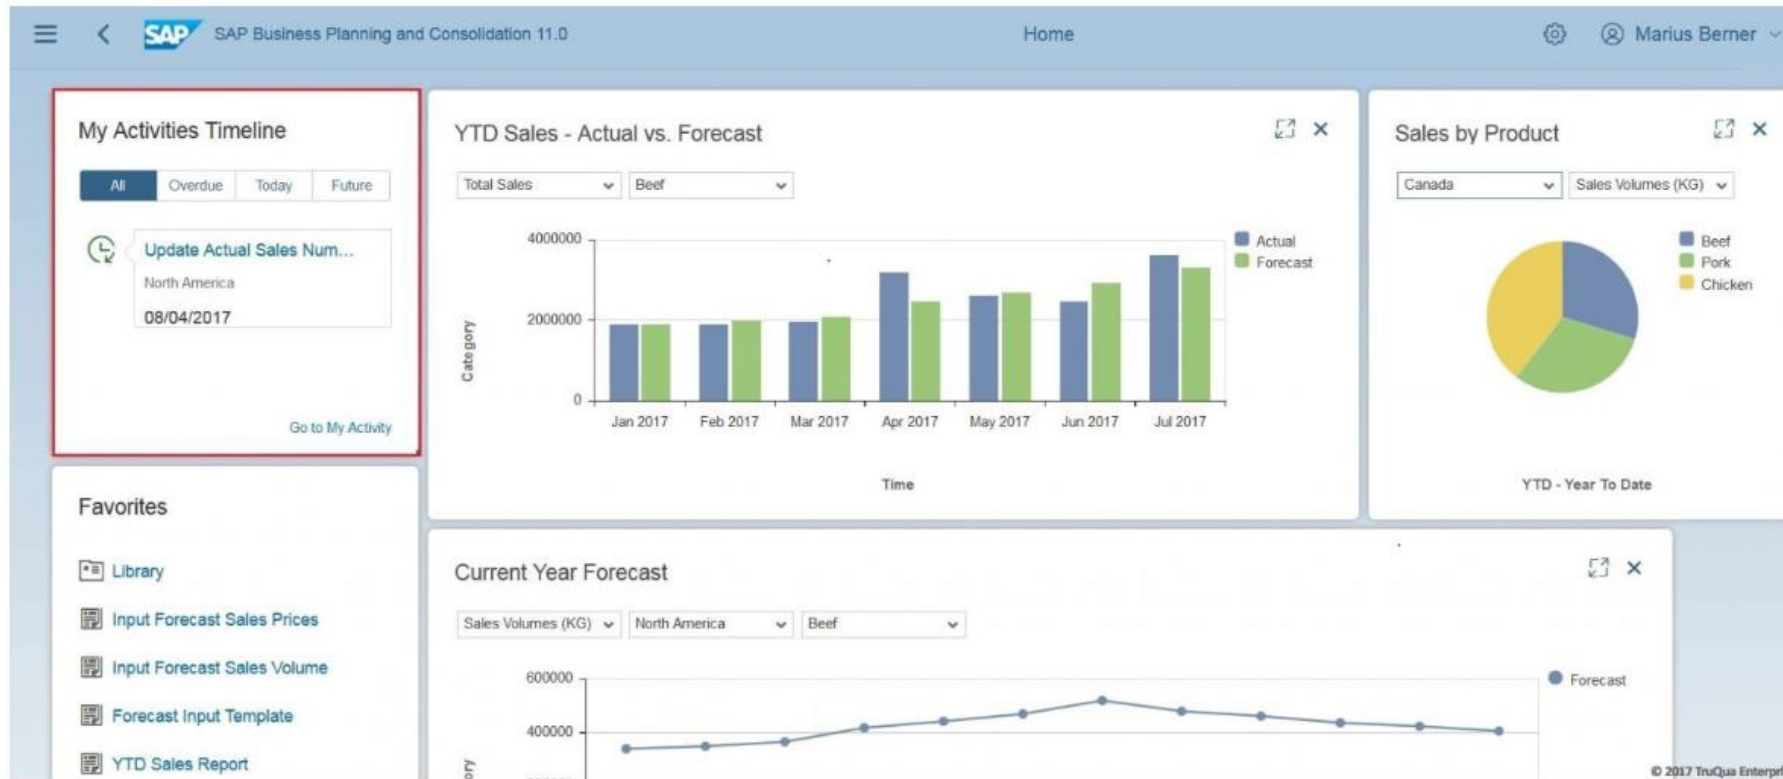 SAP SAP Business Planning and Consolidation 11.0 Home Marius Berner
My Activities Timeline
All Overdue Today Future
Update Actual Sales Num...
North America
08/04/2017
Go to My Activity
Favorites
Library
Input Forecast Sales Prices
Input Forecast Sales Volume
Forecast Input Template
YTD Sales Report
YTD Sales - Actual vs. Forecast
Total Sales Beef
4000000
2000000
0
Category
Jan 2017 Feb 2017 Mar 2017 Apr 2017 May 2017 Jun 2017 Jul 2017
Time
Actual
Forecast
Sales by Product
Canada Sales Volumes (KG)
Beef
Pork
Chicken
YTD - Year To Date
Current Year Forecast
Sales Volumes (KG) North America Beef
600000
400000
Forecast
© 2017 TruQua Enterpri